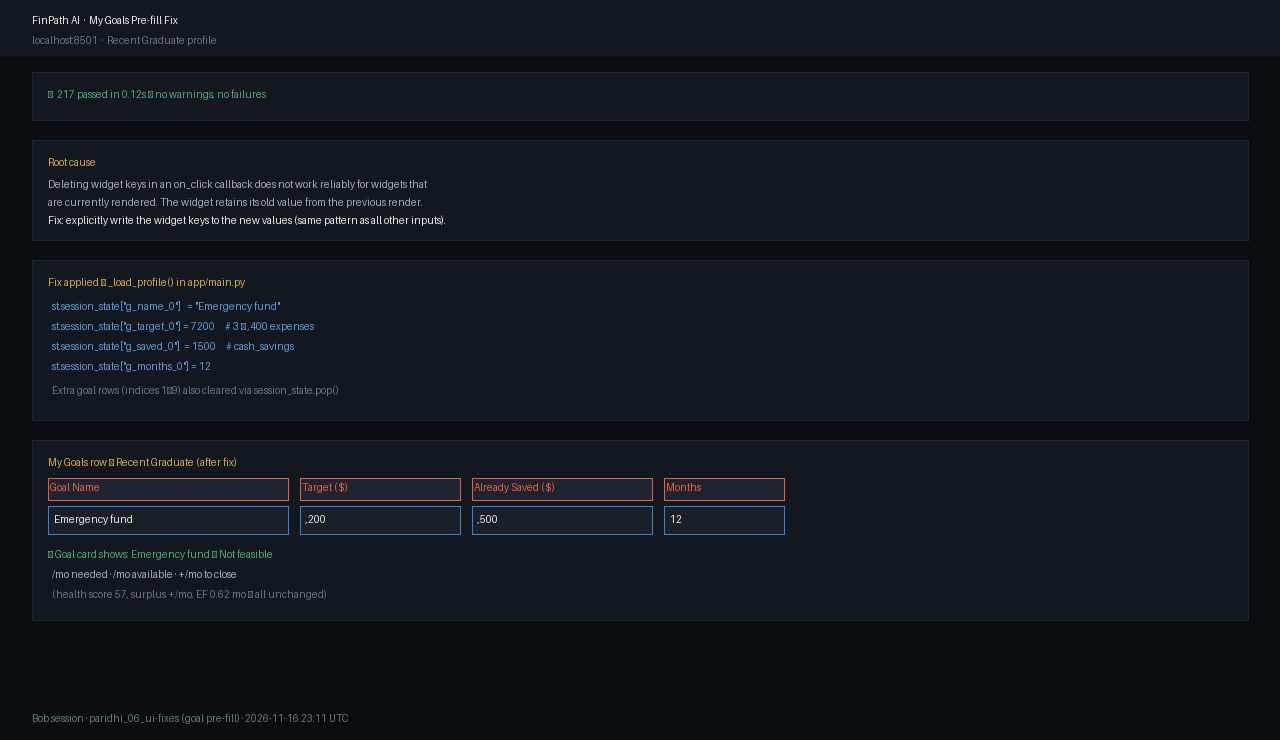 FinPath AI · My Goals Pre-fill Fix
localhost:8501 · Recent Graduate profile
217 passed in 0.12s no warnings, no failures
Root cause
Deleting widget keys in an on_click callback does not work reliably for widgets that
are currently rendered. The widget retains its old value from the previous render.
Fix: explicitly write the widget keys to the new values (same pattern as all other inputs).
Fix applied _load_profile() in app/main.py
st.session_state["g_name_0"] = "Emergency fund"
st.session_state["g_target_0"] = 7200 # 3 ,400 expenses
st.session_state["g_saved_0"] = 1500 # cash_savings
st.session_state["g_months_0"] = 12
Extra goal rows (indices 1 9) also cleared via session_state.pop()
My Goals row Recent Graduate (after fix)
Goal Name Target ($) Already Saved ($) Months
Emergency fund ,200 ,500 12
Goal card shows: Emergency fund Not feasible
/mo needed · /mo available · +/mo to close
(health score 57, surplus +/mo, EF 0.62 mo all unchanged)
Bob session · paridhi_06_ui-fixes (goal pre-fill) · 2026-11-16 23:11 UTC